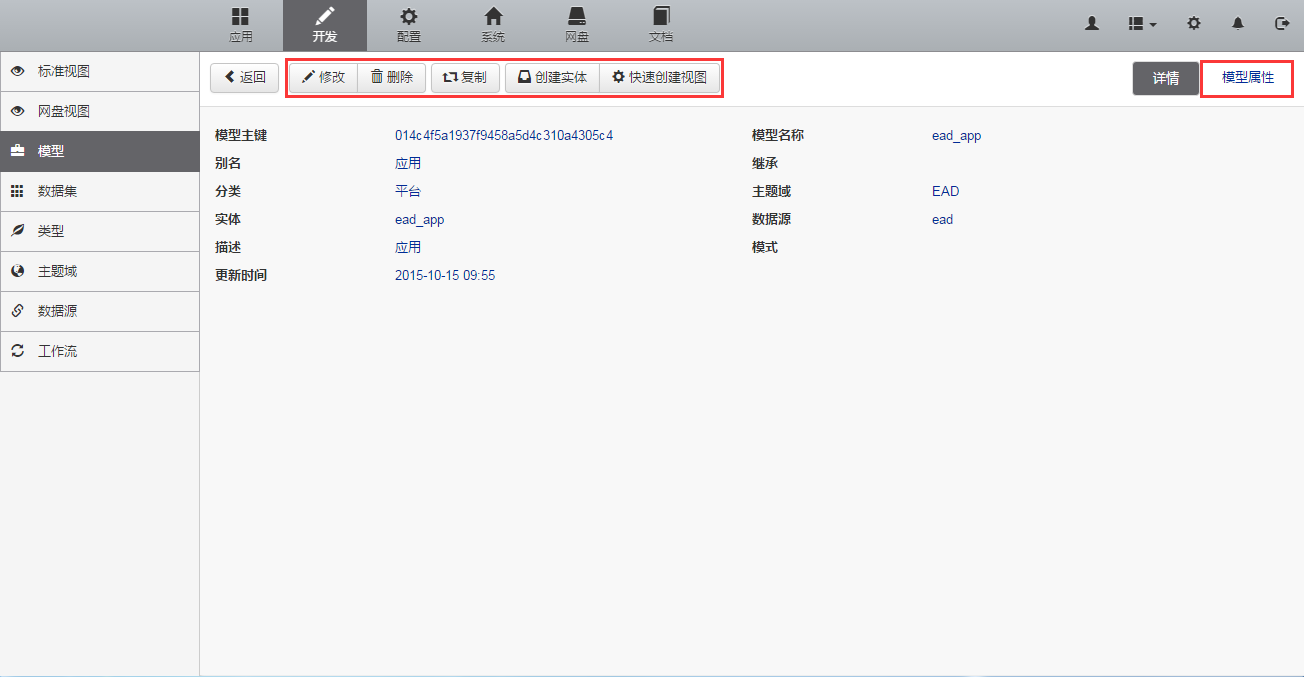 应用 开发 配置 系统 网盘 文档
标准视图
网盘视图
模型
数据集
类型
主题域
数据源
工作流
返回 修改 删除 复制 创建实体 快速创建视图 详情 模型属性
模型主键 014c4f5a1937f9458a5d4c310a4305c4 模型名称 ead_app
别名 应用 继承
分类 平台 主题域 EAD
实体 ead_app 数据源 ead
描述 应用 模式
更新时间 2015-10-15 09:55